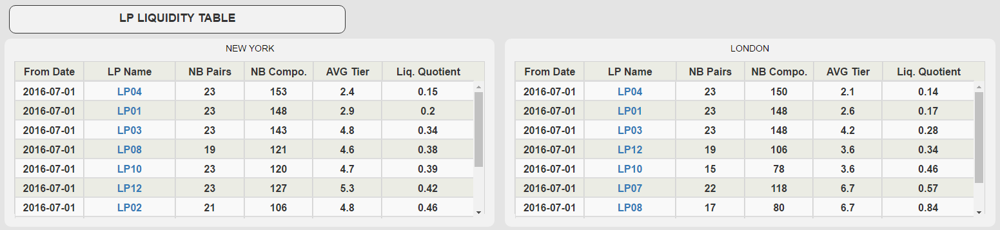 LP LIQUIDITY TABLE
NEW YORK
From Date LP Name NB Pairs NB Compo. AVG Tier Liq. Quotient
2016-07-01 LP04 23 153 2.4 0.15
2016-07-01 LP01 23 148 2.9 0.2
2016-07-01 LP03 23 143 4.8 0.34
2016-07-01 LP08 19 121 4.6 0.38
2016-07-01 LP10 23 120 4.7 0.39
2016-07-01 LP12 23 127 5.3 0.42
2016-07-01 LP02 21 106 4.8 0.46
LONDON
From Date LP Name NB Pairs NB Compo. AVG Tier Liq. Quotient
2016-07-01 LP04 23 150 2.1 0.14
2016-07-01 LP01 23 148 2.6 0.17
2016-07-01 LP03 23 148 4.2 0.28
2016-07-01 LP12 19 106 3.6 0.34
2016-07-01 LP10 15 78 3.6 0.46
2016-07-01 LP07 22 118 6.7 0.57
2016-07-01 LP08 17 80 6.7 0.84